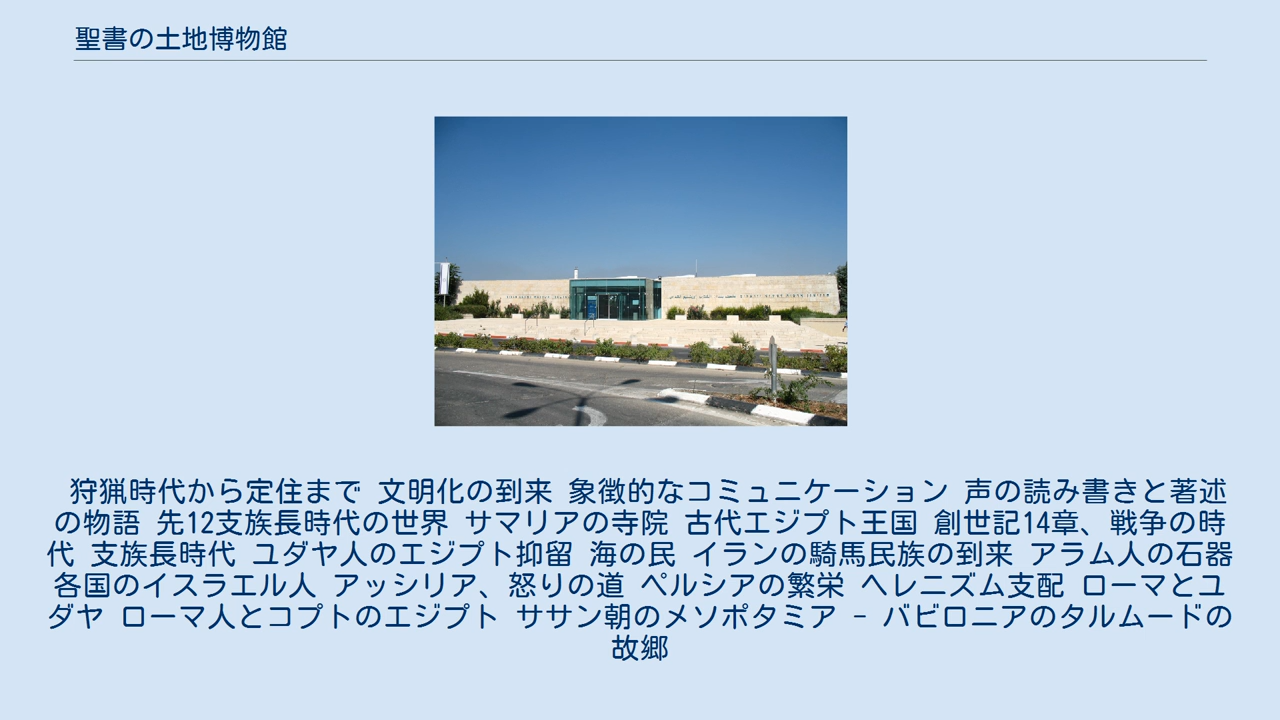 聖書の土地博物館
狩猟時代から定住まで 文明化の到来 象徴的なコミュニケーション 声の読み書きと著述
の物語 先12支族長時代の世界 サマリアの寺院 古代エジプト王国 創世記14章、戦争の時
代 支族長時代 ユダヤ人のエジプト抑留 海の民 イランの騎馬民族の到来 アラム人の石器
各国のイスラエル人 アッシリア、怒りの道 ペルシアの繁栄 ヘレニズム支配 ローマとユ
ダヤ ローマ人とコプトのエジプト ササン朝のメソポタミア - バビロニアのタルムードの
故郷